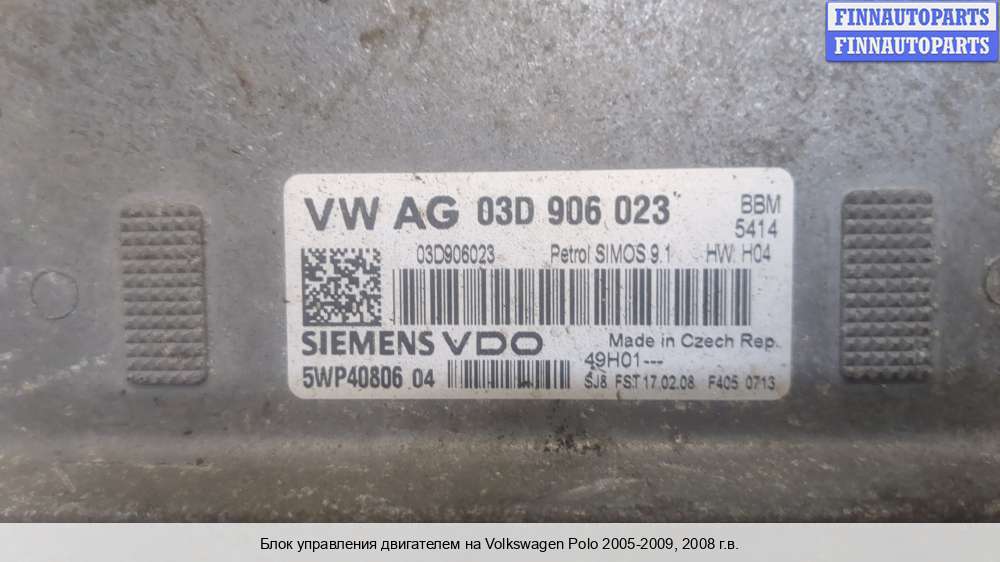 FINNAUTOPARTS
FINNAUTOPARTS
VW AG 03D 906 023 BBM
5414
03D906023 Petrol SIMOS 9.1 HW: H04
SIEMENS VDO Made in Czech Rep.
49H01---
5WP40806 04 SJ8 FST 17.02.08 F405 0713
Блок управления двигателем на Volkswagen Polo 2005-2009, 2008 г.в.